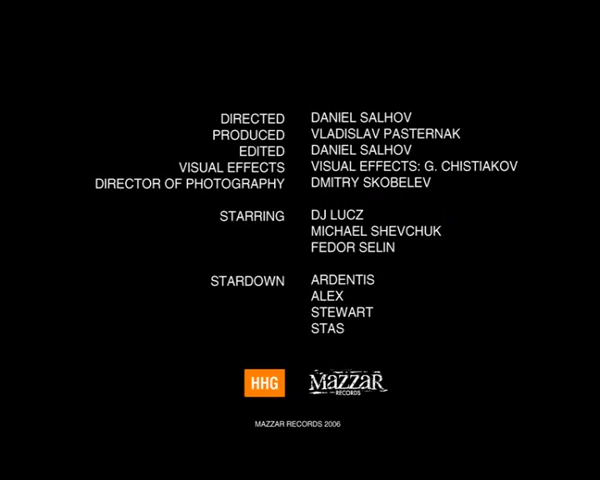 DIRECTED DANIEL SALHOV
PRODUCED VLADISLAV PASTERNAK
EDITED DANIEL SALHOV
VISUAL EFFECTS VISUAL EFFECTS: G. CHISTIAKOV
DIRECTOR OF PHOTOGRAPHY DMITRY SKOBELEV
STARRING DJ LUCZ
MICHAEL SHEVCHUK
FEDOR SELIN
STARDOWN ARDENTIS
ALEX
STEWART
STAS
HHG MAZZAR
RECORDS
MAZZAR RECORDS 2006